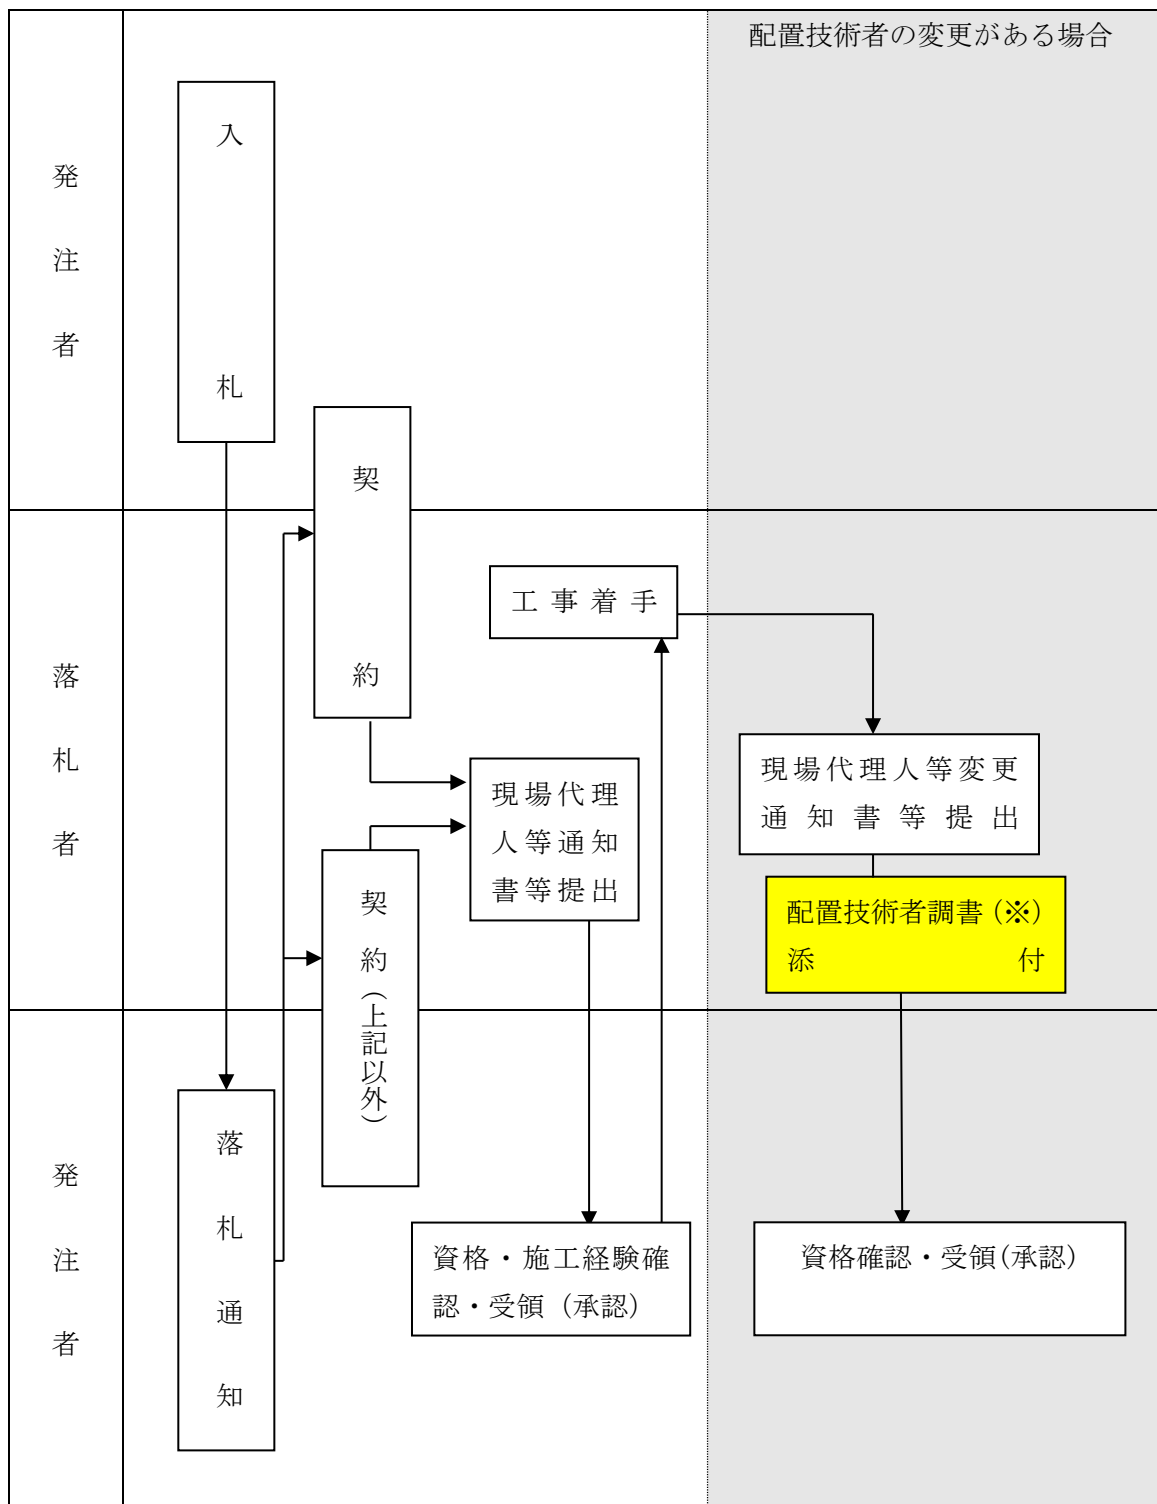 配置技術者の変更がある場合
発注者
入札
契約
落札者
工事着手
現場代理人等変更
通知書等提出
現場代理
人等通知
書等提出
契約（上記以外）
配置技術者調書（※）
添付
発注者
落札通知
資格・施工経験確
認・受領（承認）
資格確認・受領（承認）